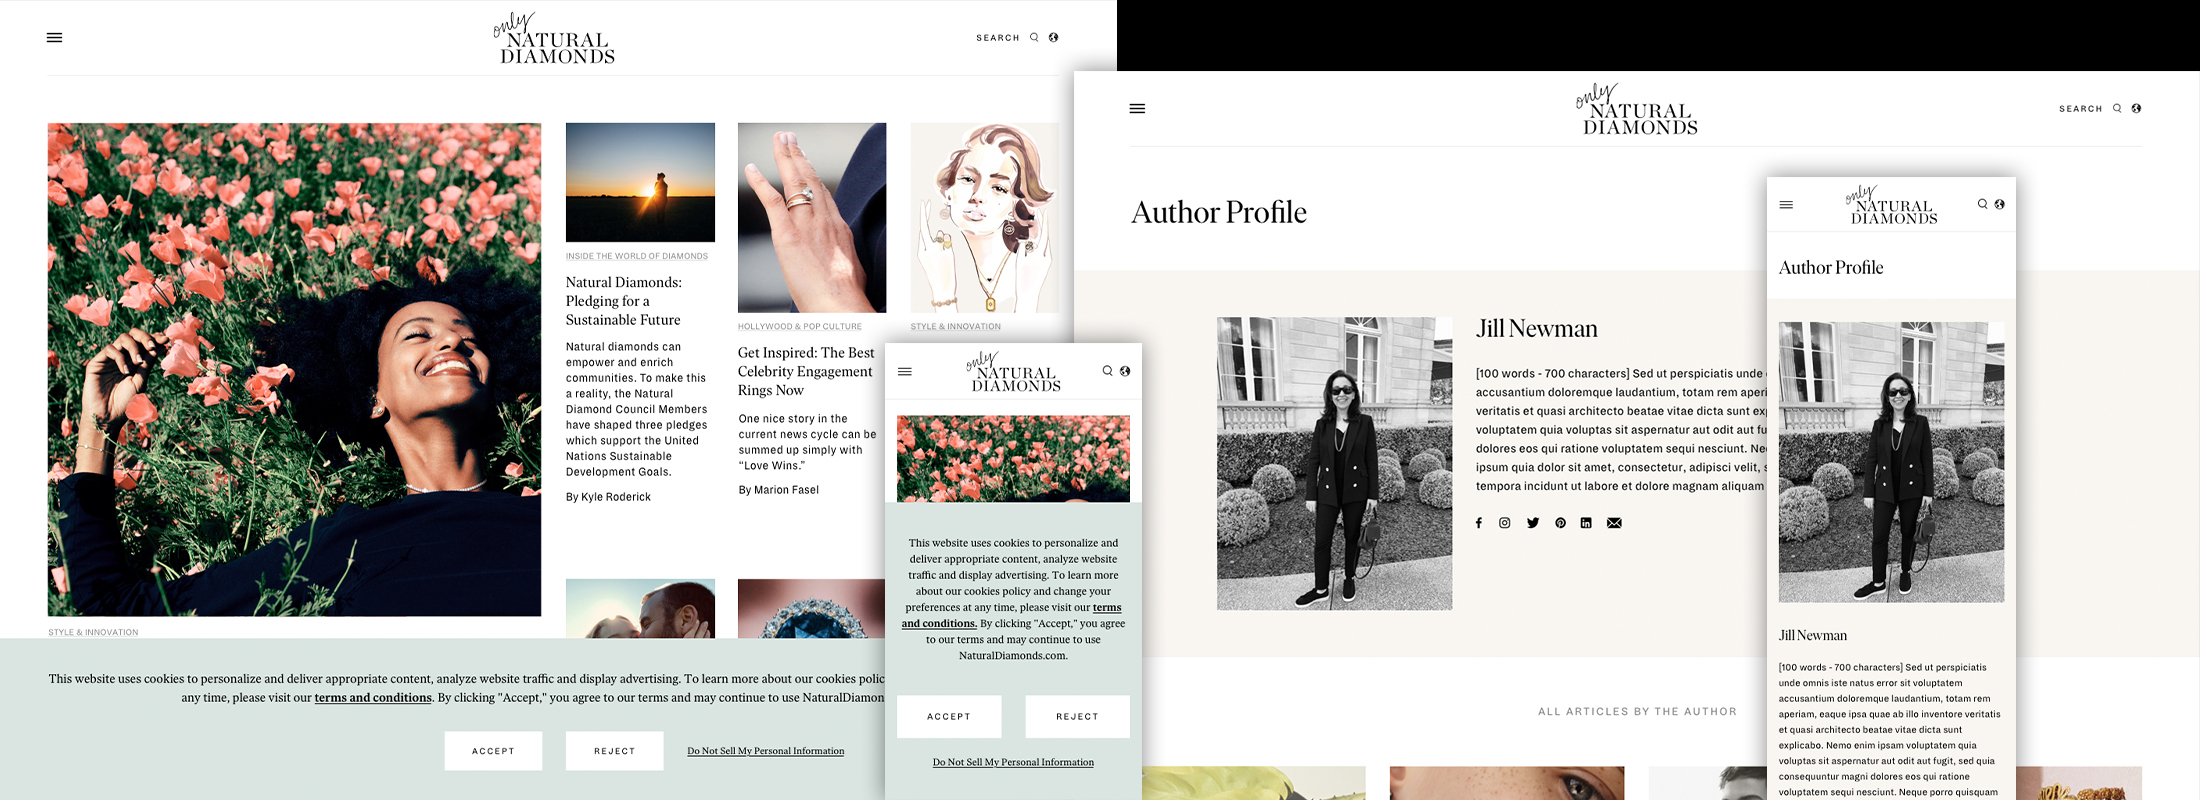 only
NATURAL
DIAMONDS
SEARCH
INSIDE THE WORLD OF DIAMONDS
Natural Diamonds:
Pledging for a
Sustainable Future
Natural diamonds can
empower and enrich
communities. To make this
a reality, the Natural
Diamond Council Members
have shaped three pledges
which support the United
Nations Sustainable
Development Goals.
By Kyle Roderick
HOLLYWOOD & POP CULTURE
Get Inspired: The Best
Celebrity Engagement
Rings Now
One nice story in the
current news cycle can be
summed up simply with
“Love Wins.”
By Marion Fasel
STYLE & INNOVATION
STYLE & INNOVATION
This website uses cookies to personalize and deliver appropriate content, analyze website traffic and display advertising. To learn more about our cookies polic
any time, please visit our terms and conditions. By clicking "Accept," you agree to our terms and may continue to use NaturalDiamon
ACCEPT
REJECT
Do Not Sell My Personal Information
only
NATURAL
DIAMONDS
This website uses cookies to personalize and
deliver appropriate content, analyze website
traffic and display advertising. To learn more
about our cookies policy and change your
preferences at any time, please visit our terms
and conditions. By clicking "Accept," you agree
to our terms and may continue to use
NaturalDiamonds.com.
ACCEPT
REJECT
Do Not Sell My Personal Information
only
NATURAL
DIAMONDS
SEARCH
Author Profile
Jill Newman
[100 words - 700 characters] Sed ut perspiciatis unde
accusantium doloremque laudantium, totam rem aperi
veritatis et quasi architecto beatae vitae dicta sunt exp
voluptatem quia voluptas sit aspernatur aut odit aut fu
dolores eos qui ratione voluptatem sequi nesciunt. Ne
ipsum quia dolor sit amet, consectetur, adipisci velit, s
tempora incidunt ut labore et dolore magnam aliquam
ALL ARTICLES BY THE AUTHOR
only
NATURAL
DIAMONDS
Author Profile
Jill Newman
[100 words - 700 characters] Sed ut perspiciatis
unde omnis iste natus error sit voluptatem
accusantium doloremque laudantium, totam rem
aperiam, eaque ipsa quae ab illo inventore veritatis
et quasi architecto beatae vitae dicta sunt
explicabo. Nemo enim ipsam voluptatem quia
voluptas sit aspernatur aut odit aut fugit, sed quia
consequuntur magni dolores eos qui ratione
voluptatem sequi nesciunt. Neque porro quisquam